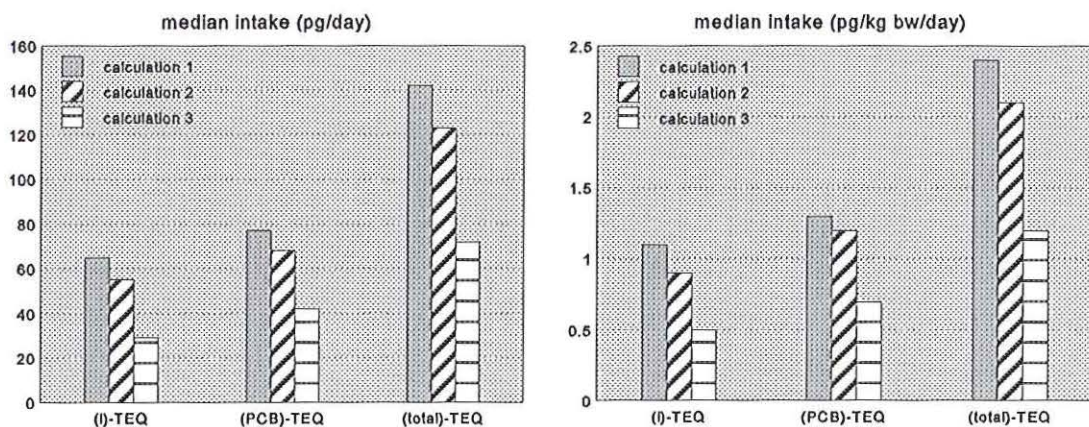 median intake (pg/day)
160
140
120
100
80
60
40
20
0
calculation 1
calculation 2
calculation 3
(I)-TEQ
(PCB)-TEQ
(total)-TEQ
median intake (pg/kg bw/day)
2.5
2
1.5
1
0.5
0
calculation 1
calculation 2
calculation 3
(I)-TEQ
(PCB)-TEQ
(total)-TEQ